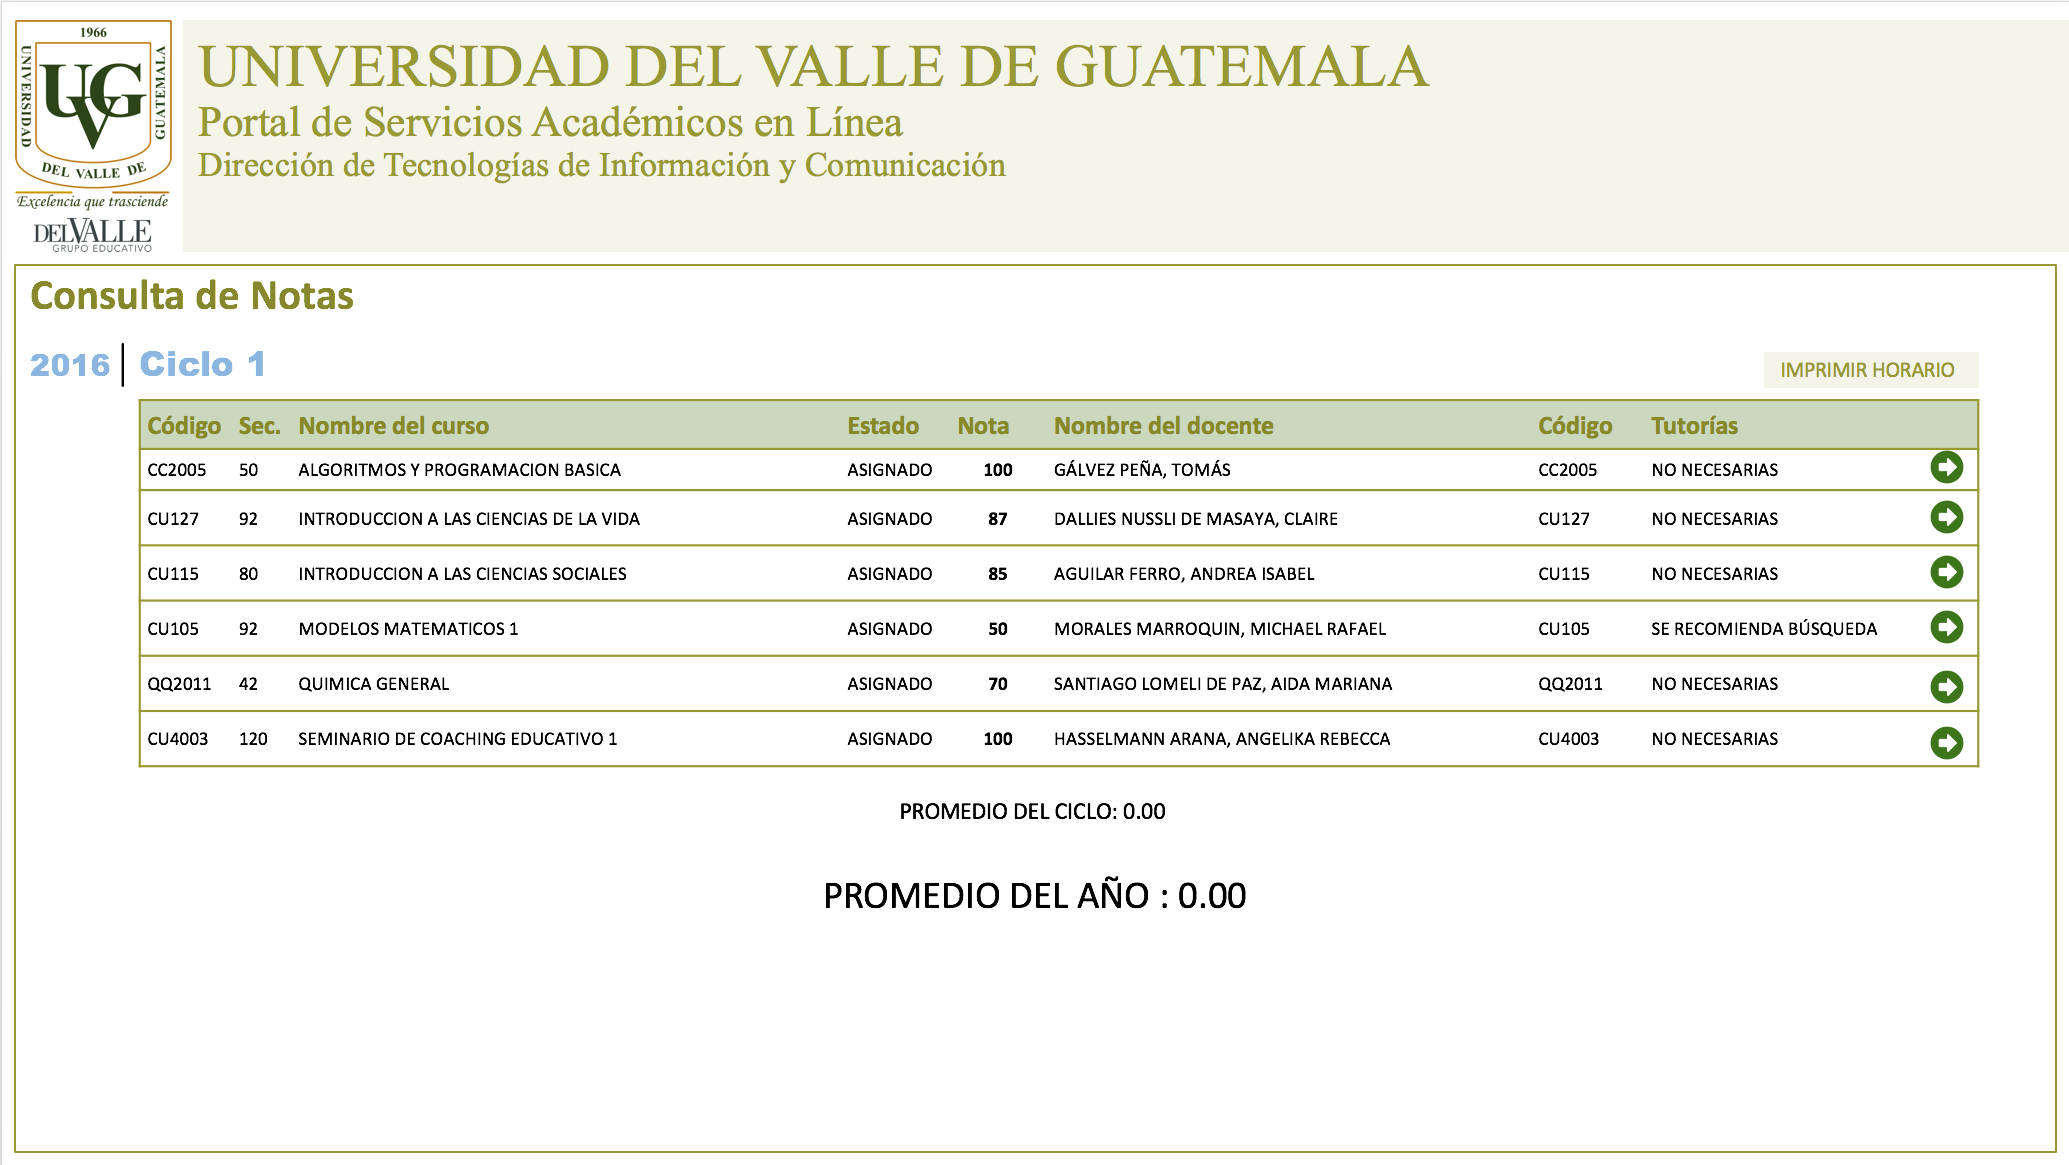 1966
UNIVERSIDAD DEL VALLE DE GUATEMALA
UVG
Excelencia que trasciende
DELVALLE
GRUPO EDUCATIVO
UNIVERSIDAD DEL VALLE DE GUATEMALA
Portal de Servicios Académicos en Línea
Dirección de Tecnologías de Información y Comunicación
Consulta de Notas
2016 Ciclo 1
IMPRIMIR HORARIO
Código Sec. Nombre del curso Estado Nota Nombre del docente Código Tutorías
CC2005 50 ALGORITMOS Y PROGRAMACION BASICA ASIGNADO 100 GÁLVEZ PEÑA, TOMÁS CC2005 NO NECESARIAS
CU127 92 INTRODUCCION A LAS CIENCIAS DE LA VIDA ASIGNADO 87 DALLIES NUSSLI DE MASAYA, CLAIRE CU127 NO NECESARIAS
CU115 80 INTRODUCCION A LAS CIENCIAS SOCIALES ASIGNADO 85 AGUILAR FERRO, ANDREA ISABEL CU115 NO NECESARIAS
CU105 92 MODELOS MATEMATICOS 1 ASIGNADO 50 MORALES MARROQUIN, MICHAEL RAFAEL CU105 SE RECOMIENDA BÚSQUEDA
QQ2011 42 QUIMICA GENERAL ASIGNADO 70 SANTIAGO LOMELI DE PAZ, AIDA MARIANA QQ2011 NO NECESARIAS
CU4003 120 SEMINARIO DE COACHING EDUCATIVO 1 ASIGNADO 100 HASSELMANN ARANA, ANGELIKA REBECCA CU4003 NO NECESARIAS
PROMEDIO DEL CICLO: 0.00
PROMEDIO DEL AÑO : 0.00